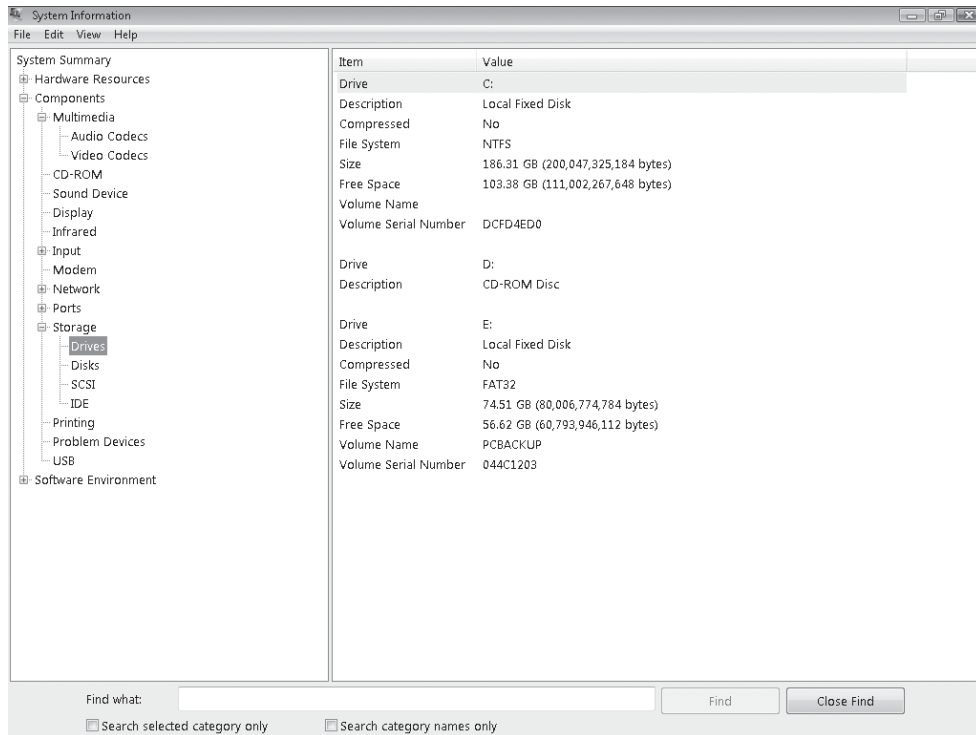 System Information
File Edit View Help
System Summary
Hardware Resources
Components
Multimedia
Audio Codecs
Video Codecs
CD-ROM
Sound Device
Display
Infrared
Input
Modem
Network
Ports
Storage
Drives
Disks
SCSI
IDE
Printing
Problem Devices
USB
Software Environment
Item Value
Drive C:
Description Local Fixed Disk
Compressed No
File System NTFS
Size 186.31 GB (200,047,325,184 bytes)
Free Space 103.38 GB (111,002,267,648 bytes)
Volume Name
Volume Serial Number DCFD4ED0
Drive D:
Description CD-ROM Disc
Drive E:
Description Local Fixed Disk
Compressed No
File System FAT32
Size 74.51 GB (80,006,774,784 bytes)
Free Space 56.62 GB (60,793,946,112 bytes)
Volume Name PCBACKUP
Volume Serial Number 044C1203
Find what: Find Close Find
Search selected category only Search category names only